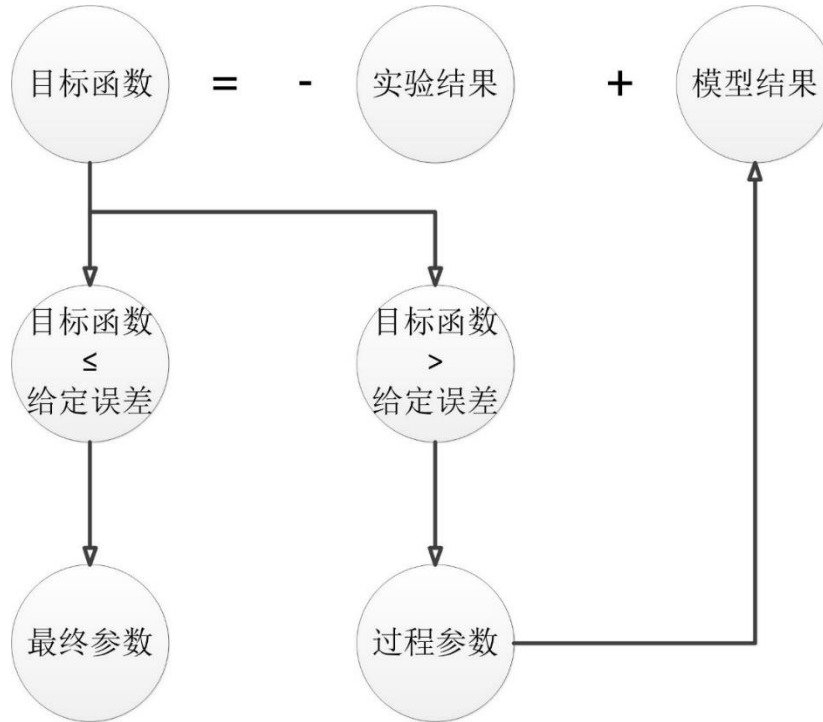 目标函数 = - 实验结果 + 模型结果
目标函数
≤
给定误差
目标函数
>
给定误差
最终参数
过程参数